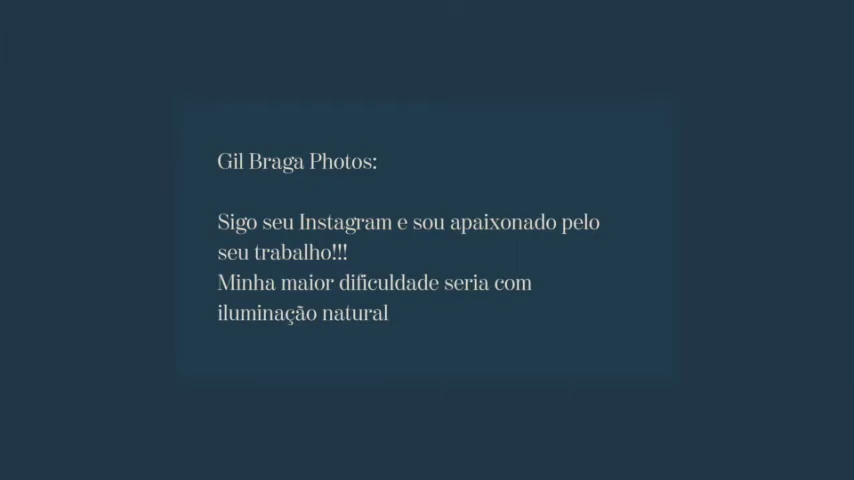 Gil Braga Photos:
Sigo seu Instagram e sou apaixonado pelo
seu trabalho!!!
Minha maior dificuldade seria com
iluminação natural